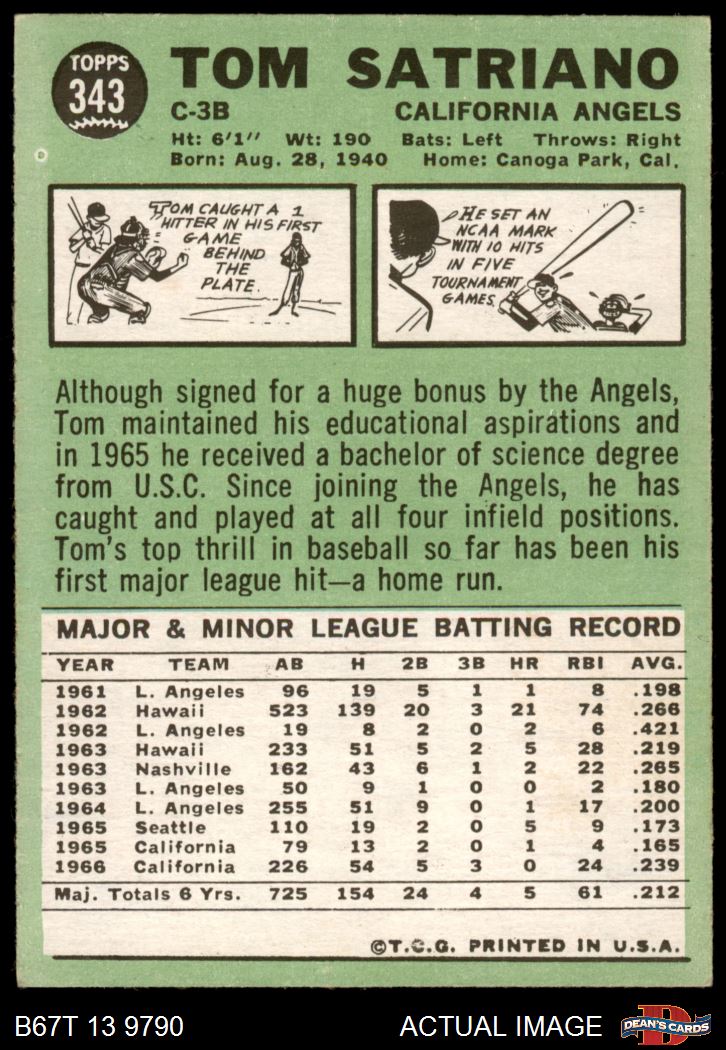 TOPPS
343
TOM SATRIANO
C-3B CALIFORNIA ANGELS
Ht: 6'1" Wt: 190 Bats: Left Throws: Right
Born: Aug. 28, 1940 Home: Canoga Park, Cal.
TOM CAUGHT A 1
HITTER IN HIS FIRST
GAME
BEHIND
THE
PLATE.
HE SET AN
NCAA MARK
WITH 10 HITS
IN FIVE
TOURNAMENT
GAMES.
Although signed for a huge bonus by the Angels,
Tom maintained his educational aspirations and
in 1965 he received a bachelor of science degree
from U.S.C. Since joining the Angels, he has
caught and played at all four infield positions.
Tom's top thrill in baseball so far has been his
first major league hit—a home run.
MAJOR & MINOR LEAGUE BATTING RECORD
YEAR TEAM AB H 2B 3B HR RBI AVG.
1961 L. Angeles 96 19 5 1 1 8 .198
1962 Hawaii 523 139 20 3 21 74 .266
1962 L. Angeles 19 8 2 0 2 6 .421
1963 Hawaii 233 51 5 2 5 28 .219
1963 Nashville 162 43 6 1 2 22 .265
1963 L. Angeles 50 9 1 0 0 2 .180
1964 L. Angeles 255 51 9 0 1 17 .200
1965 Seattle 110 19 2 0 5 9 .173
1965 California 79 13 2 0 1 4 .165
1966 California 226 54 5 3 0 24 .239
Maj. Totals 6 Yrs. 725 154 24 4 5 61 .212
©T.C.G. PRINTED IN U.S.A.
B67T 13 9790 ACTUAL IMAGE
D
DEAN'S CARDS